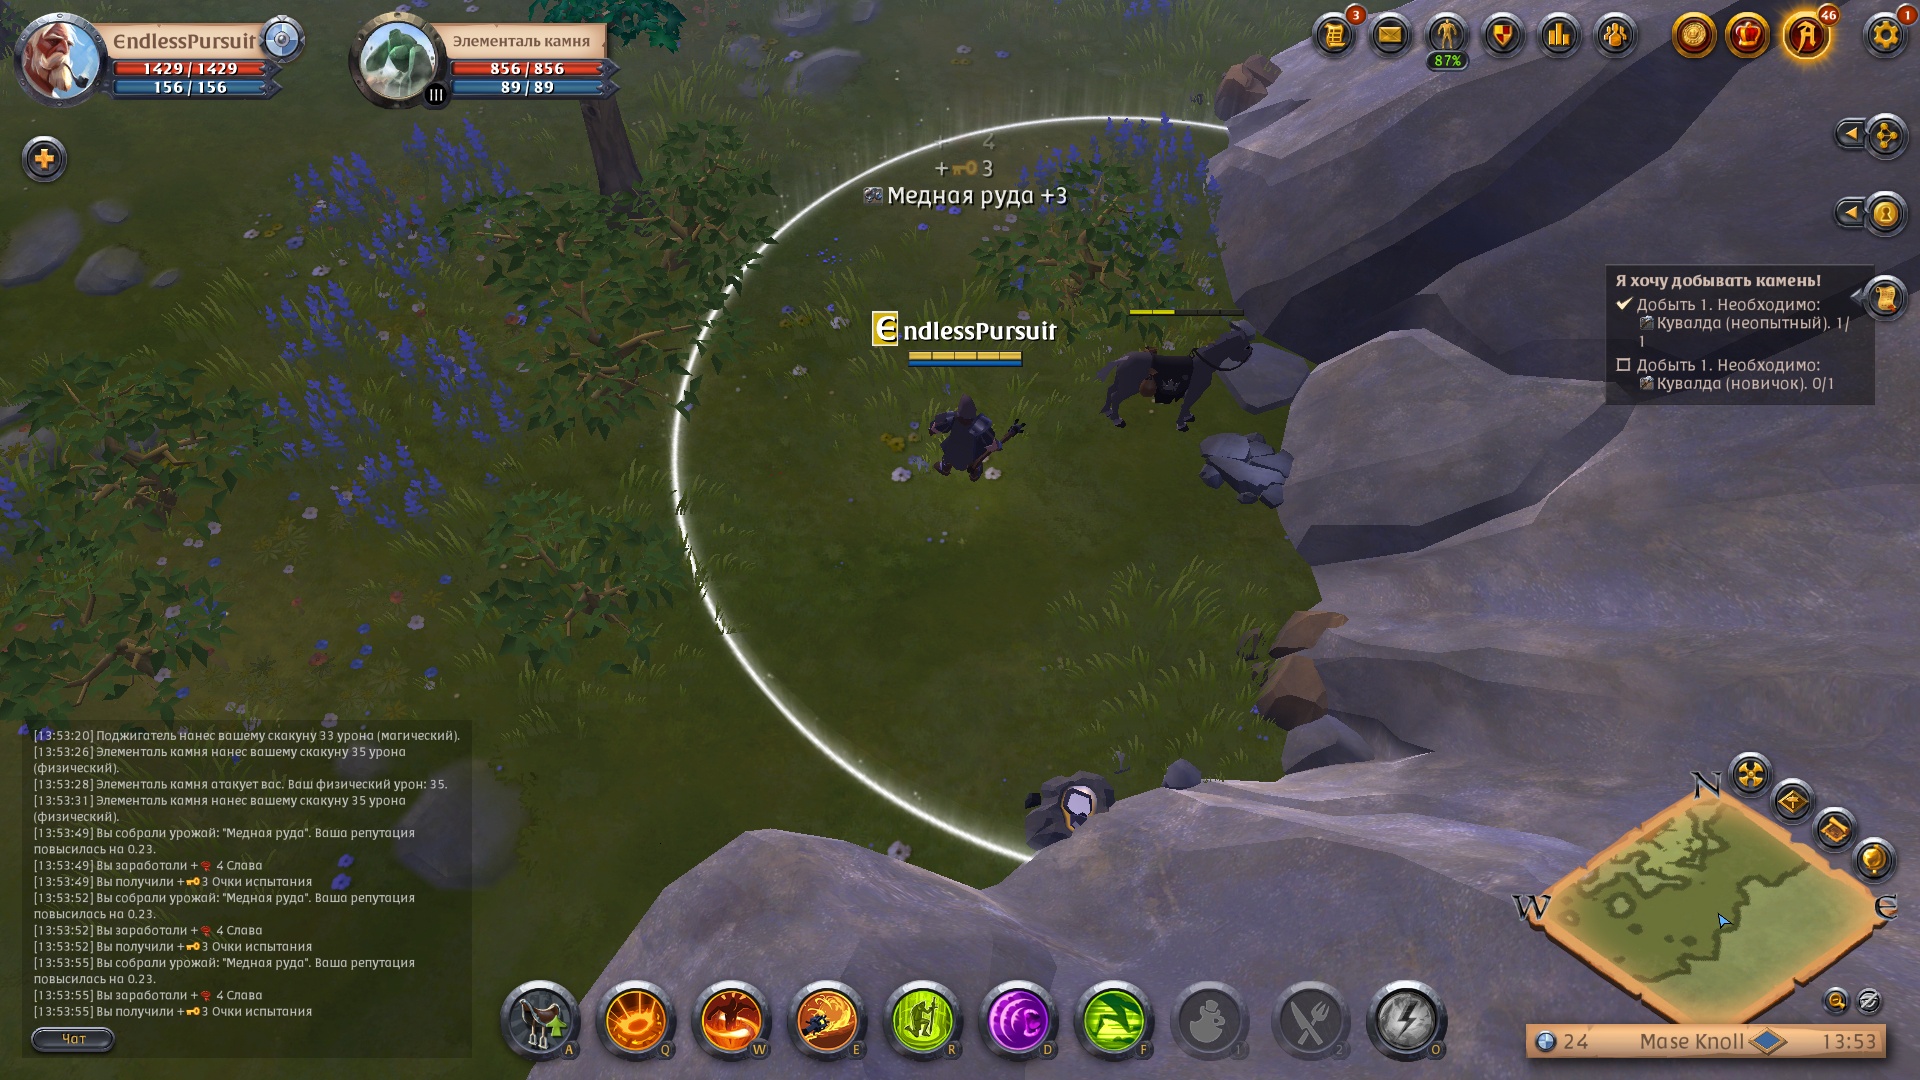 EndlessPursuit
1429 / 1429
156 / 156
Элементаль камня
856 / 856
89 / 89
III
3
87%
46
1
+ 4
+ 3
Медная руда +3
EndlessPursuit
Я хочу добывать камень!
Добыть 1. Необходимо:
Кувалда (неопытный). 1/
1
Добыть 1. Необходимо:
Кувалда (новичок). 0/1
[13:53:20] Поджигатель нанес вашему скакуну 33 урона (магический).
[13:53:26] Элементаль камня нанес вашему скакуну 35 урона
(физический).
[13:53:28] Элементаль камня атакует вас. Ваш физический урон: 35.
[13:53:31] Элементаль камня нанес вашему скакуну 35 урона
(физический).
[13:53:49] Вы собрали урожай: "Медная руда". Ваша репутация
повысилась на 0.23.
[13:53:49] Вы заработали + 4 Слава
[13:53:49] Вы получили + 3 Очки испытания
[13:53:52] Вы собрали урожай: "Медная руда". Ваша репутация
повысилась на 0.23.
[13:53:52] Вы заработали + 4 Слава
[13:53:52] Вы получили + 3 Очки испытания
[13:53:55] Вы собрали урожай: "Медная руда". Ваша репутация
повысилась на 0.23.
[13:53:55] Вы заработали + 4 Слава
[13:53:55] Вы получили + 3 Очки испытания
Чат
A
Q
W
E
R
D
F
1
2
O
N
W
E
24 Mase Knoll 13:53